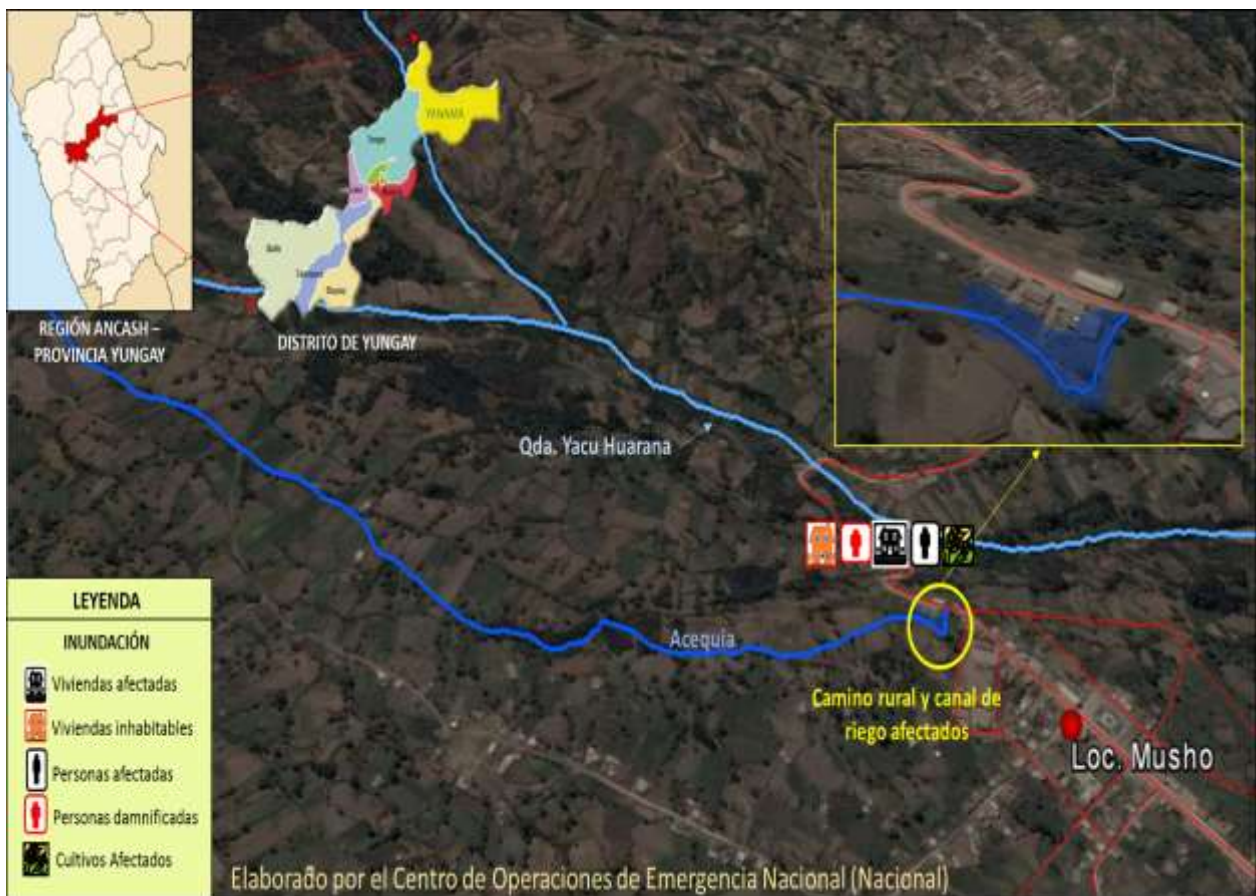 YANAMA
REGIÓN ANCASH –
PROVINCIA YUNGAY
DISTRITO DE YUNGAY
Qda. Yacu Huarana
Acequia
Camino rural y canal de
riego afectados
Loc. Musho
LEYENDA
INUNDACIÓN
Viviendas afectadas
Viviendas inhabitables
Personas afectadas
Personas damnificadas
Cultivos Afectados
Elaborado por el Centro de Operaciones de Emergencia Nacional (Nacional)